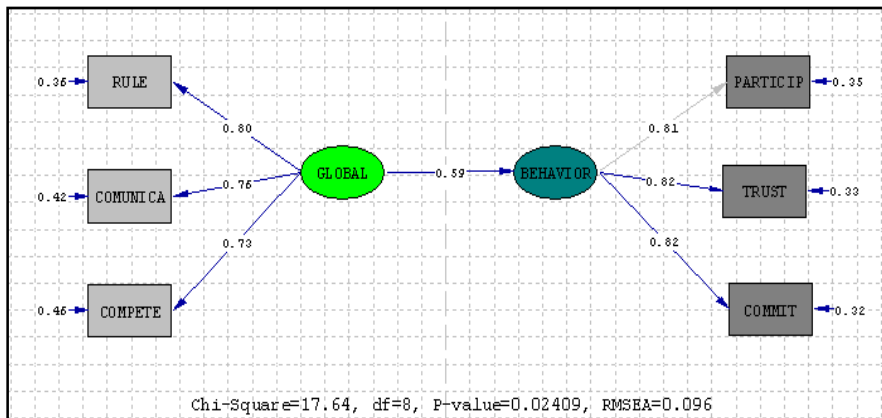 0.36 RULE
0.80
0.42 COMUNICA
0.76
0.46 COMPETE
0.73
GLOBAL
0.59
BEHAVIOR
0.81
PARTICIP 0.35
0.82
TRUST 0.33
0.82
COMMIT 0.32
Chi-Square=17.64, df=8, P-value=0.02409, RMSEA=0.096